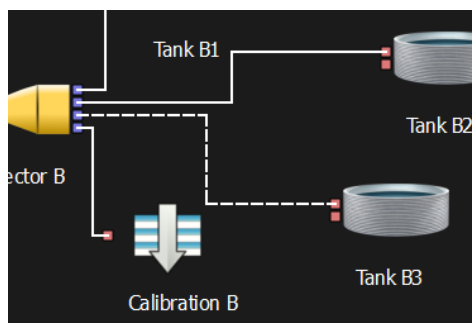 Tank B1
Tank B2
ector B
Tank B3
Calibration B